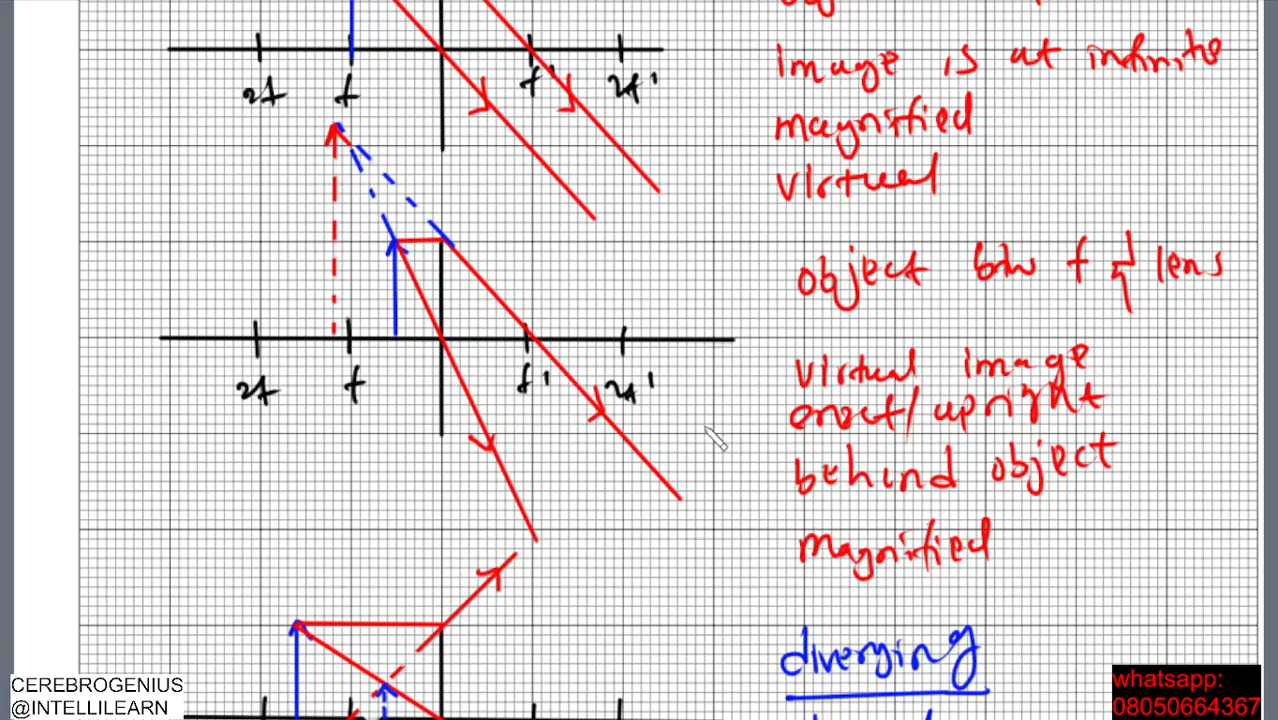 Image is at infinite
2f f f' 2f'
magnified
virtual
object btw f & lens
virtual image
2f f f' 2f'
erect/upright
behind object
magnified
diverging
CEREBROGENIUS
@INTELLILEARN
whatsapp:
08050664367